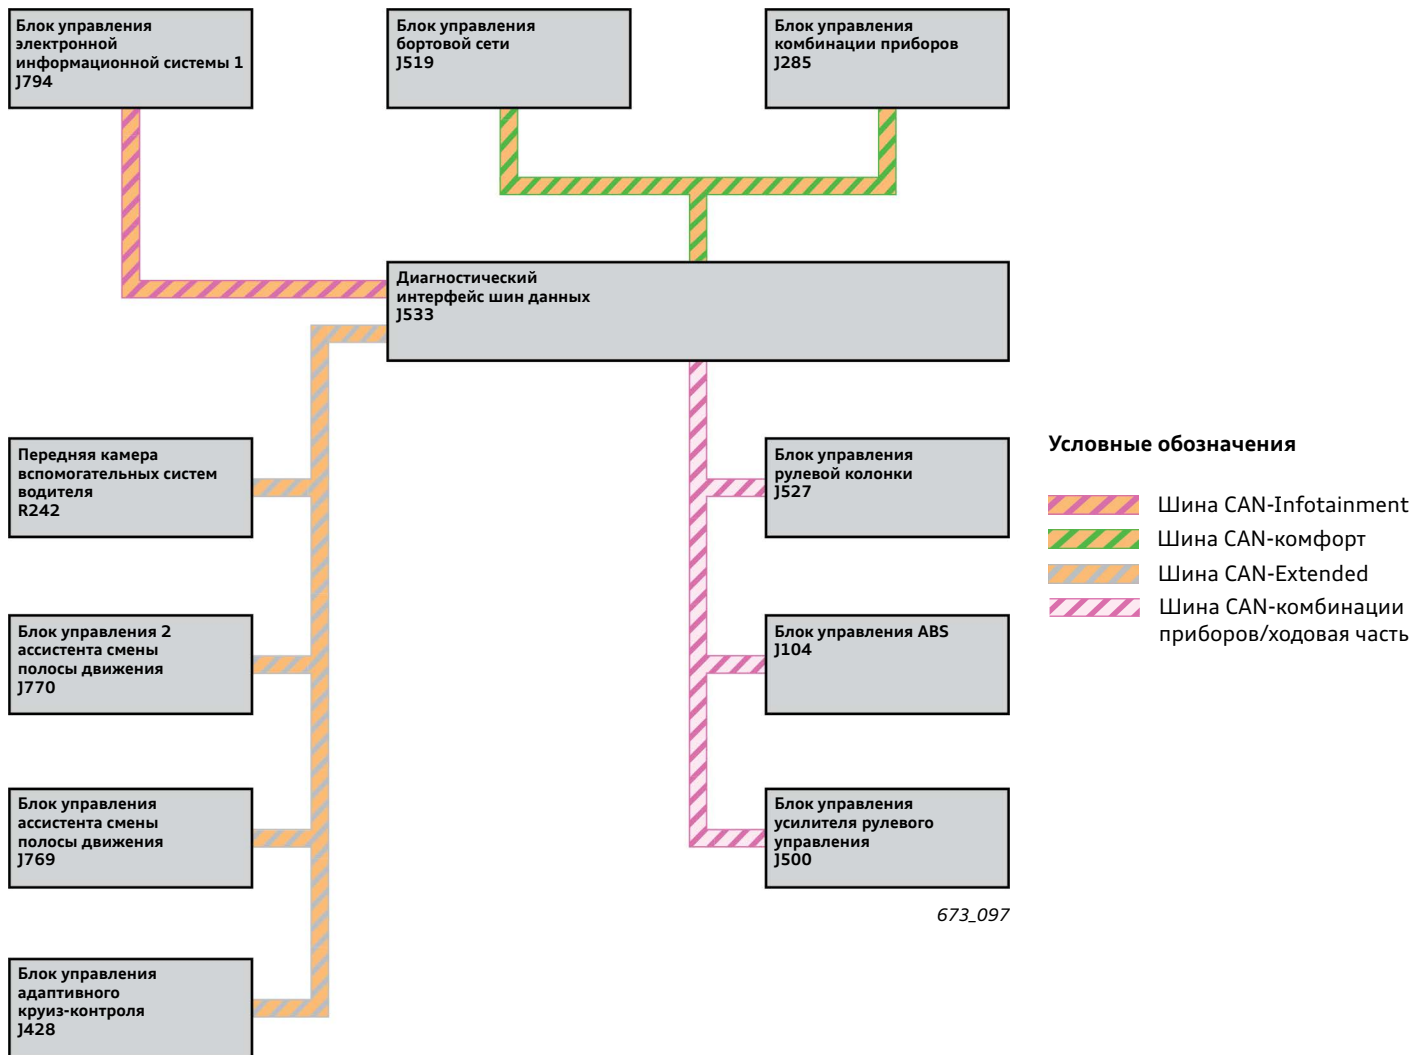 Блок управления
электронной
информационной системы 1
J794
Блок управления
бортовой сети
J519
Блок управления
комбинации приборов
J285
Диагностический
интерфейс шин данных
J533
Передняя камера
вспомогательных систем
водителя
R242
Блок управления
рулевой колонки
J527
Условные обозначения
Шина CAN-Infotainment
Шина CAN-комфорт
Шина CAN-Extended
Шина CAN-комбинации
приборов/ходовая часть
Блок управления 2
ассистента смены
полосы движения
J770
Блок управления ABS
J104
Блок управления
ассистента смены
полосы движения
J769
Блок управления
усилителя рулевого
управления
J500
673_097
Блок управления
адаптивного
круиз-контроля
J428